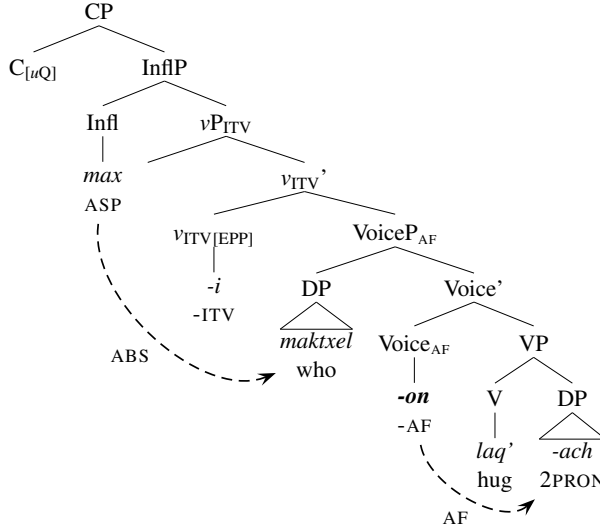 CP
C[uQ] InflP
Infl vPITV
max
ASP
vITV'
vITV[EPP] VoicePAF
-i
-ITV
DP Voice'
maktxel
who
VoiceAF VP
-on
-AF
V DP
laq' -ach
hug 2PRON
ABS
AF